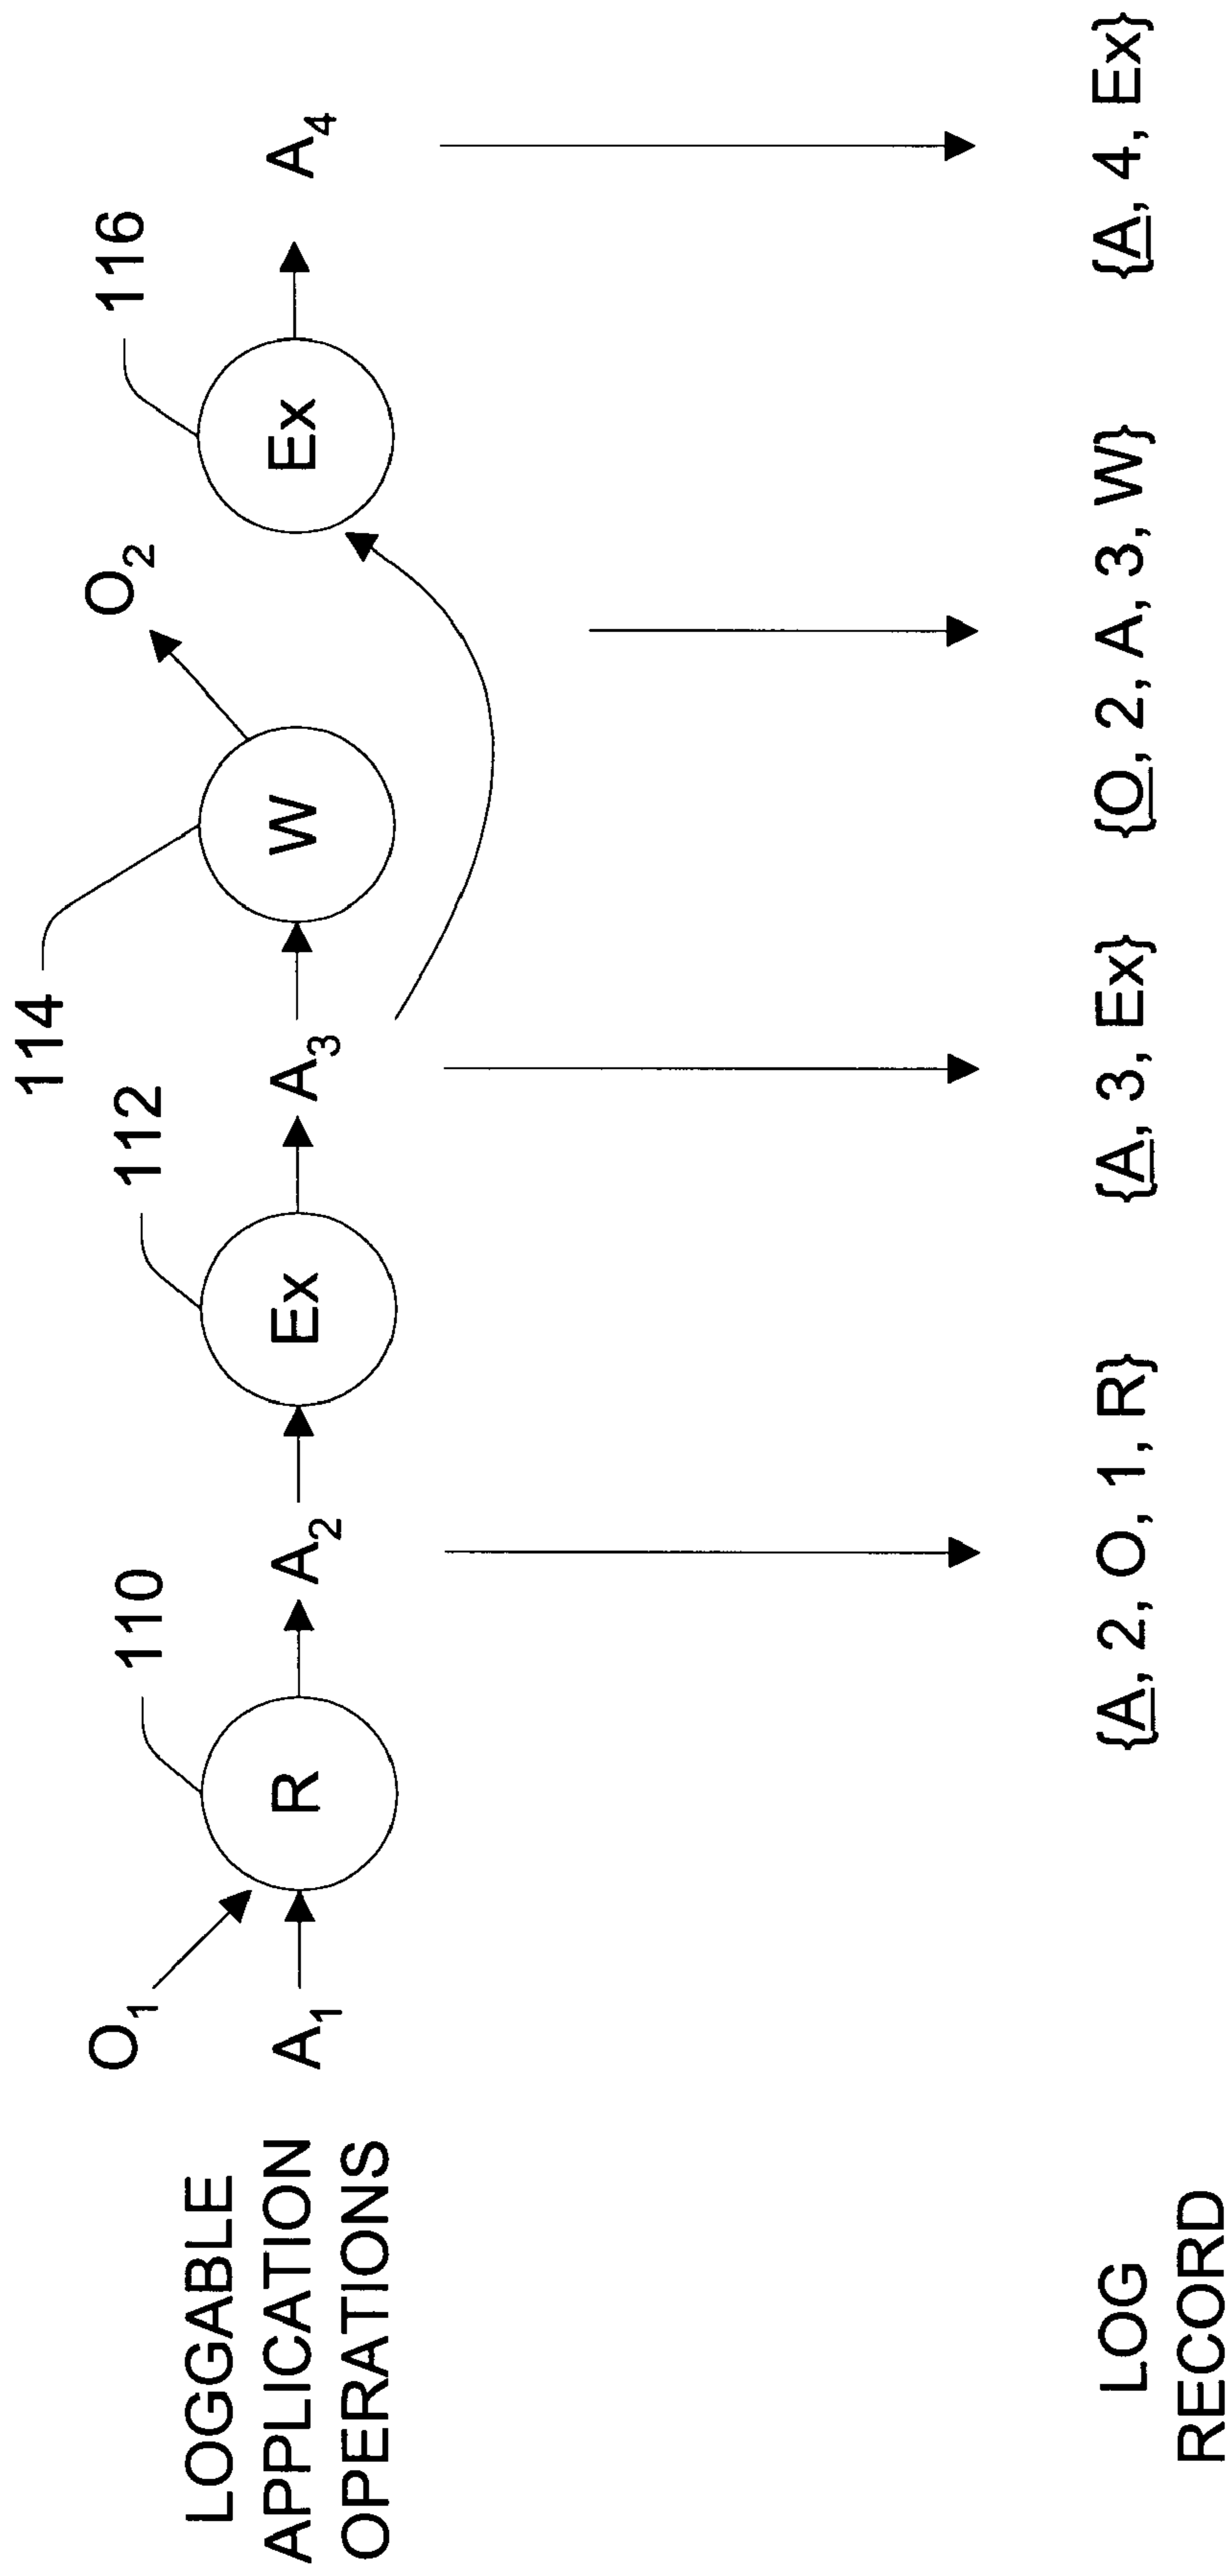 114
110 112 116
O₁ O₂
LOGGABLE
APPLICATION
OPERATIONS
A₁ R A₂ Ex A₃ W Ex A₄
LOG
RECORD
{A, 2, O, 1, R} {A, 3, Ex} {O, 2, A, 3, W} {A, 4, Ex}